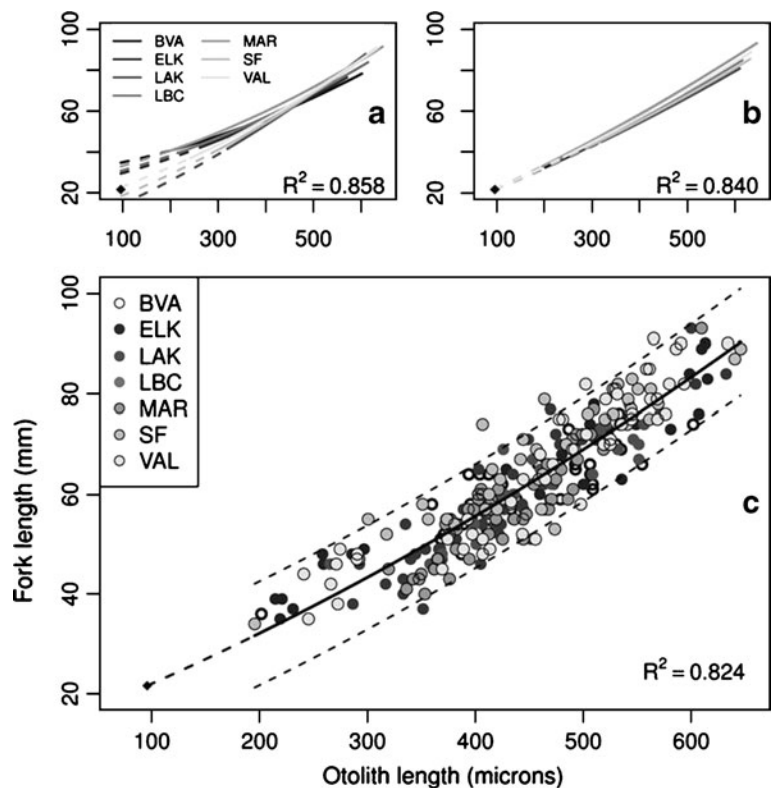 100
60
20
BVA
ELK
LAK
LBC
MAR
SF
VAL
a
R² = 0.858
100
300
500
100
60
20
b
R² = 0.840
100
300
500
100
80
60
40
20
Fork length (mm)
BVA
ELK
LAK
LBC
MAR
SF
VAL
c
R² = 0.824
100
200
300
400
500
600
Otolith length (microns)